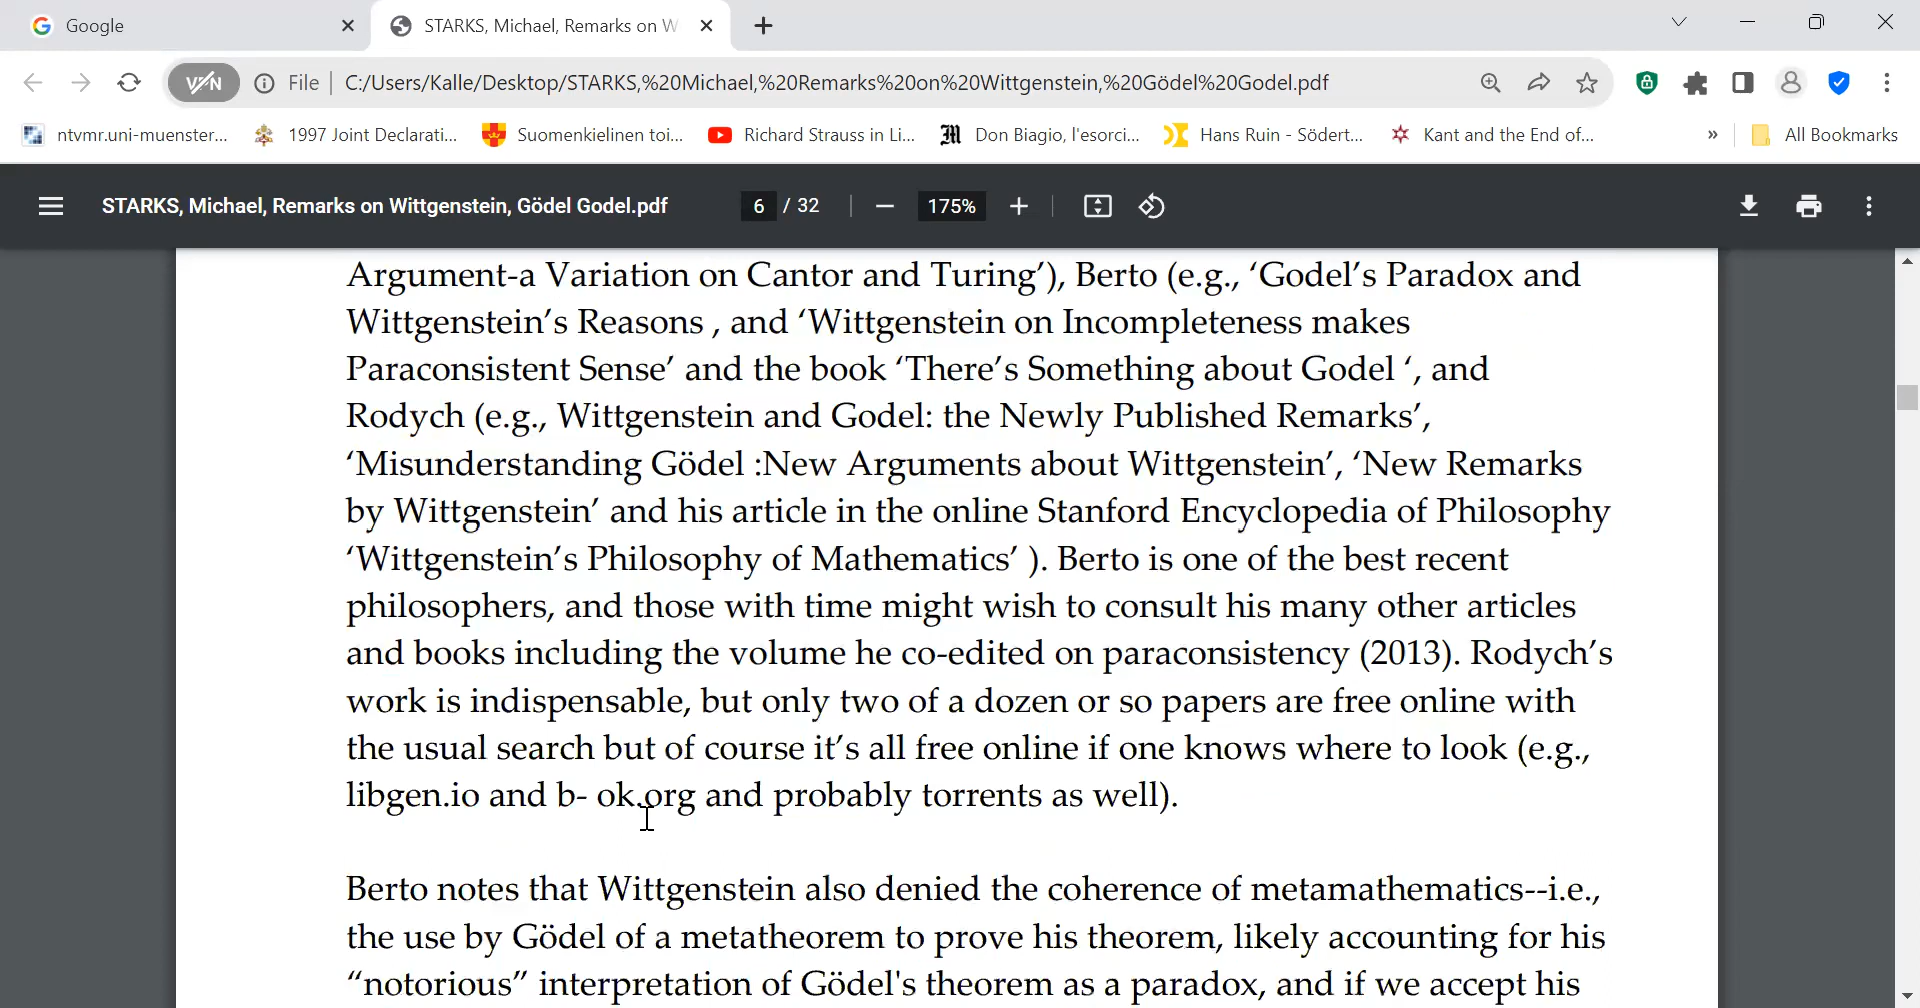 Google
STARKS, Michael, Remarks on W
VPN
File
C:/Users/Kalle/Desktop/STARKS,%20Michael,%20Remarks%20on%20Wittgenstein,%20Gödel%20Godel.pdf
ntvmr.uni-muenster...
1997 Joint Declarati...
Suomenkielinen toi...
Richard Strauss in Li...
Don Biagio, l'esorci...
Hans Ruin - Södert...
Kant and the End of...
»
All Bookmarks
STARKS, Michael, Remarks on Wittgenstein, Gödel Godel.pdf
6 / 32
175%
Argument-a Variation on Cantor and Turing’), Berto (e.g., ‘Godel’s Paradox and
Wittgenstein’s Reasons , and ‘Wittgenstein on Incompleteness makes
Paraconsistent Sense’ and the book ‘There’s Something about Godel ‘, and
Rodych (e.g., Wittgenstein and Godel: the Newly Published Remarks’,
‘Misunderstanding Gödel :New Arguments about Wittgenstein’, ‘New Remarks
by Wittgenstein’ and his article in the online Stanford Encyclopedia of Philosophy
‘Wittgenstein’s Philosophy of Mathematics’ ). Berto is one of the best recent
philosophers, and those with time might wish to consult his many other articles
and books including the volume he co-edited on paraconsistency (2013). Rodych’s
work is indispensable, but only two of a dozen or so papers are free online with
the usual search but of course it’s all free online if one knows where to look (e.g.,
libgen.io and b- ok.org and probably torrents as well).
Berto notes that Wittgenstein also denied the coherence of metamathematics--i.e.,
the use by Gödel of a metatheorem to prove his theorem, likely accounting for his
“notorious” interpretation of Gödel's theorem as a paradox, and if we accept his